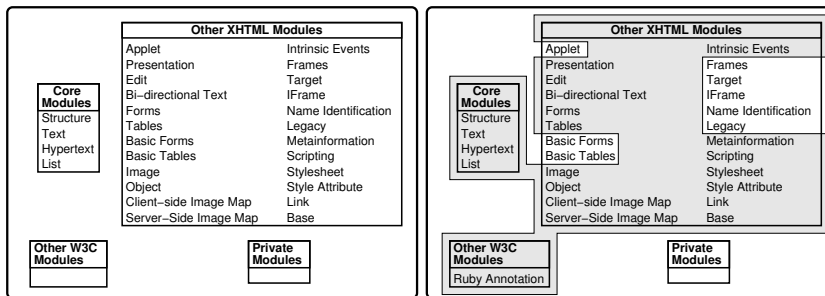 Other XHTML Modules
Applet Intrinsic Events
Presentation Frames
Edit Target
Bi-directional Text IFrame
Forms Name Identification
Tables Legacy
Basic Forms Metainformation
Basic Tables Scripting
Image Stylesheet
Object Style Attribute
Client-side Image Map Link
Server-Side Image Map Base
Core
Modules
Structure
Text
Hypertext
List
Other W3C
Modules
Private
Modules
Other XHTML Modules
Applet Intrinsic Events
Presentation Frames
Edit Target
Bi-directional Text IFrame
Forms Name Identification
Tables Legacy
Basic Forms Metainformation
Basic Tables Scripting
Image Stylesheet
Object Style Attribute
Client-side Image Map Link
Server-Side Image Map Base
Core
Modules
Structure
Text
Hypertext
List
Other W3C
Modules
Ruby Annotation
Private
Modules